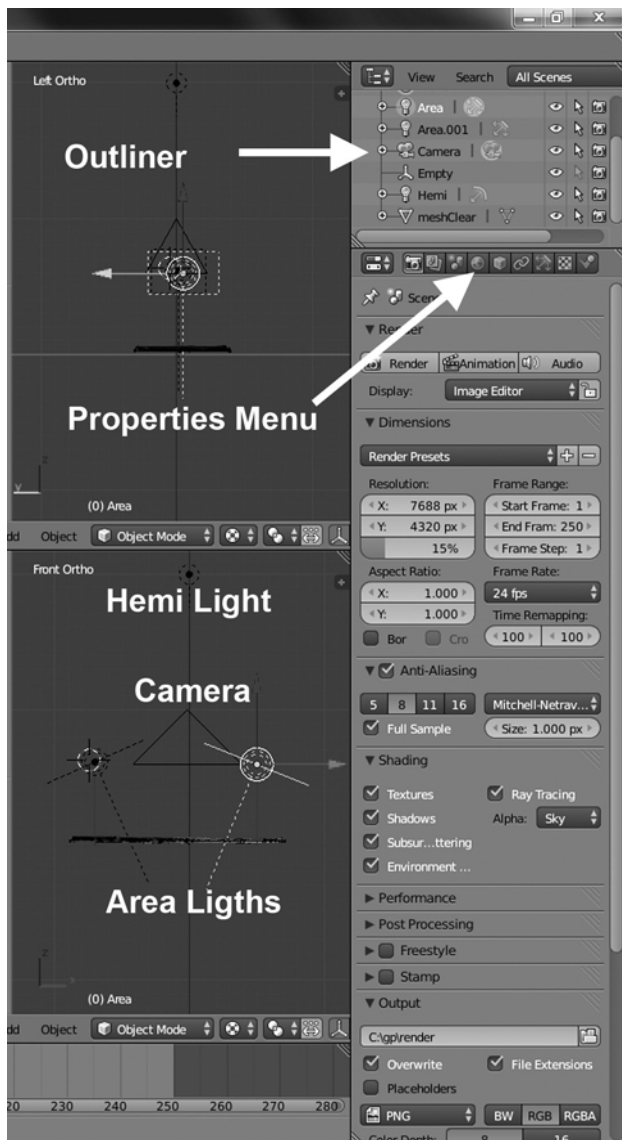 Left Ortho
View Search All Scenes
Area
Area.001
Outliner
Camera
Empty
Hemi
meshClear
Scene
Render
Render Animation Audio
Display: Image Editor
Properties Menu
Dimensions
Render Presets
z
y
Resolution: Frame Range:
X: 7688 px Start Frame: 1
(0) Area
Y: 4320 px End Fram: 250
Object Object Mode
15% Frame Step: 1
Front Ortho
Aspect Ratio: Frame Rate:
Hemi Light
X: 1.000 24 fps
Y: 1.000 Time Remapping:
Bor Cro 100 100
Anti-Aliasing
Camera
5 8 11 16 Mitchell-Netrav...
Full Sample Size: 1.000 px
Shading
Textures Ray Tracing
Shadows Alpha: Sky
Subsur...ttering
Environment ...
Area Ligths
Performance
Post Processing
Freestyle
z
Stamp
(0) Area
Output
Object Object Mode
C:\gp\render
Overwrite File Extensions
Placeholders
20 230 240 250 260 270 280
PNG BW RGB RGBA
Color Depth: 8 16